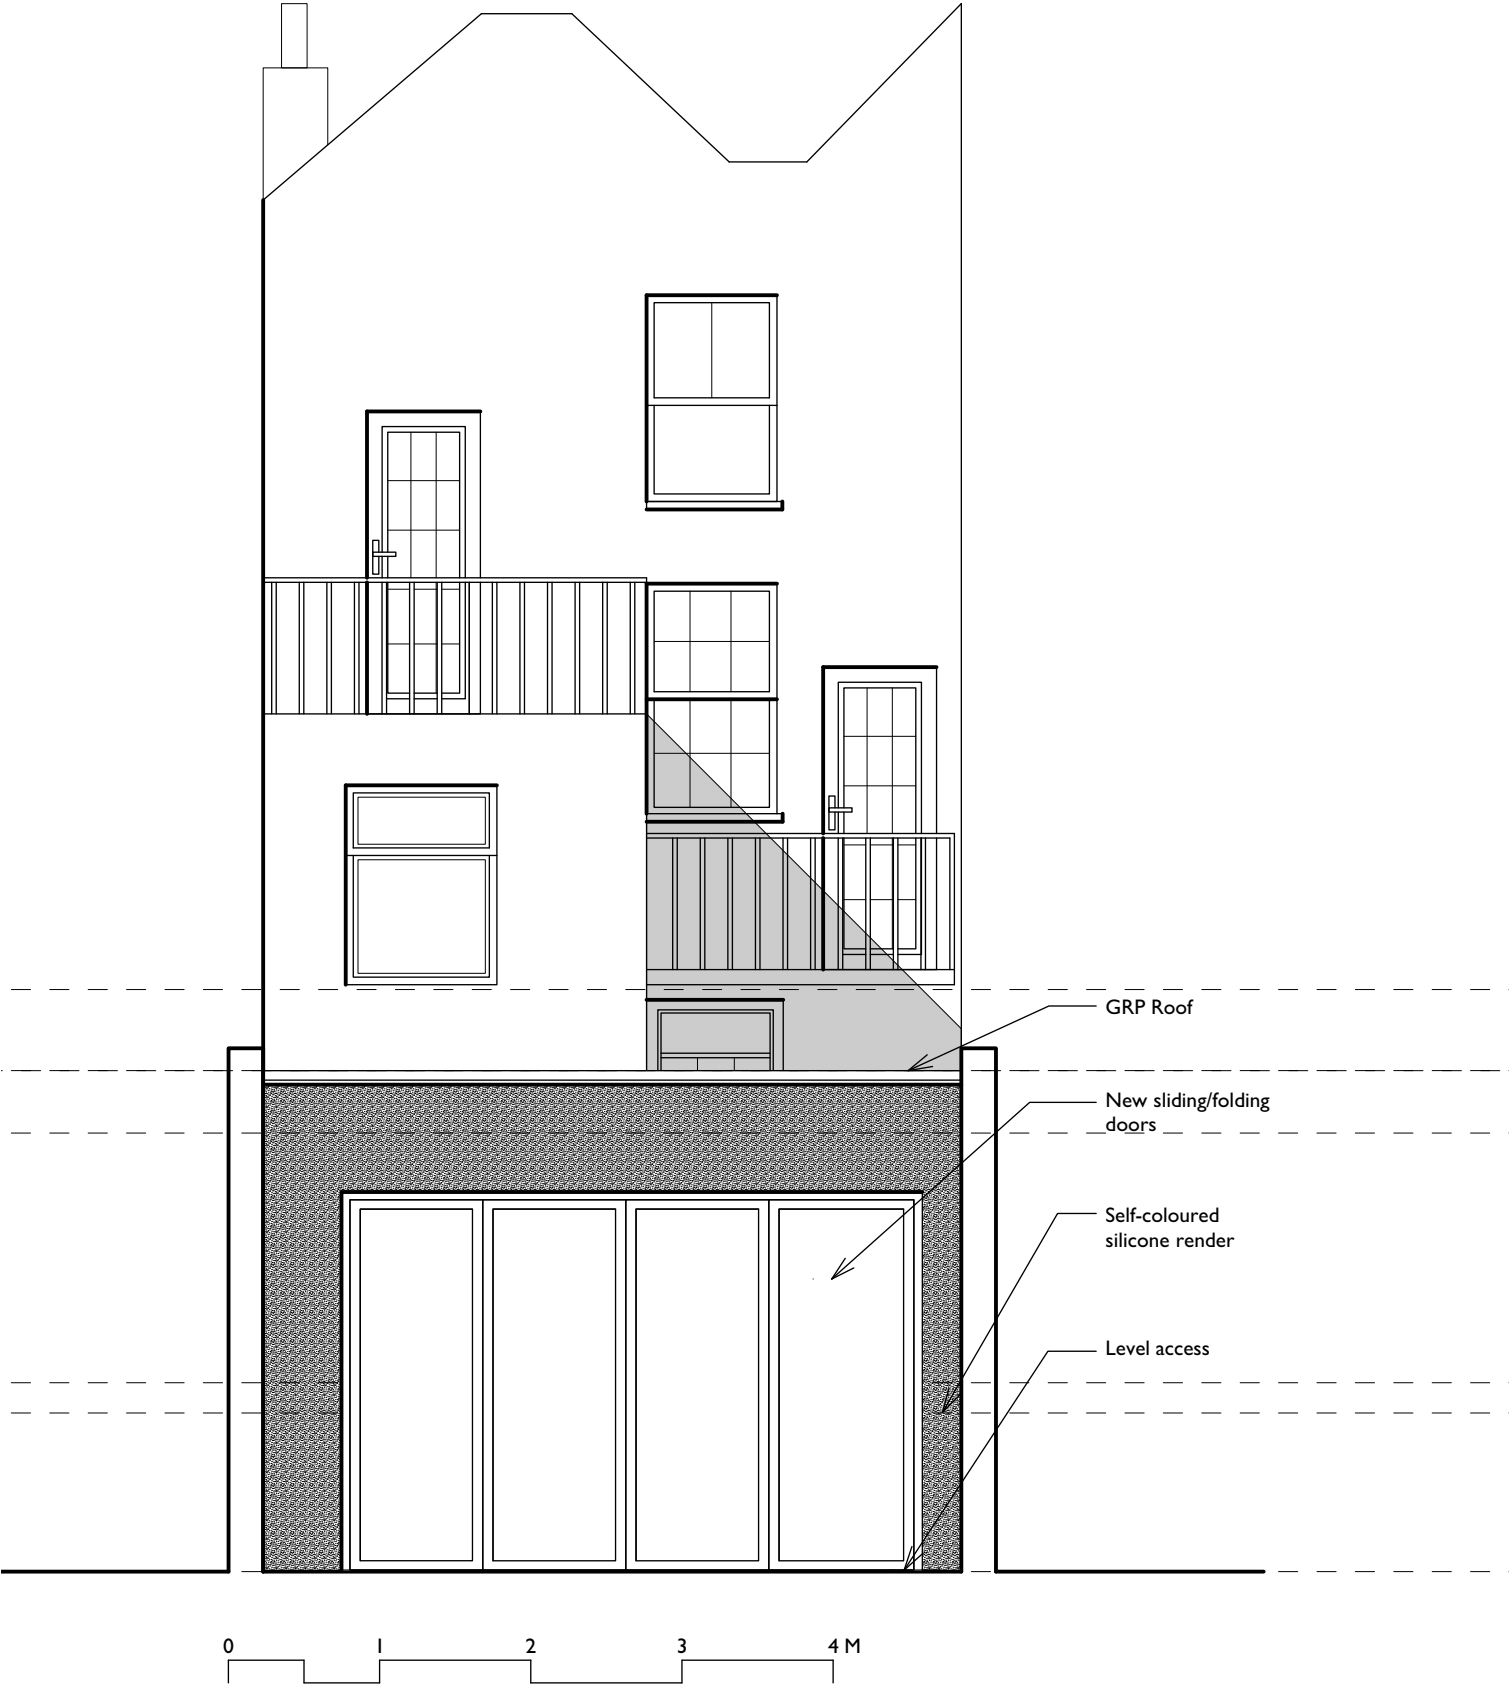 GRP Roof
New sliding/folding
doors
Self-coloured
silicone render
Level access
0 1 2 3 4 M